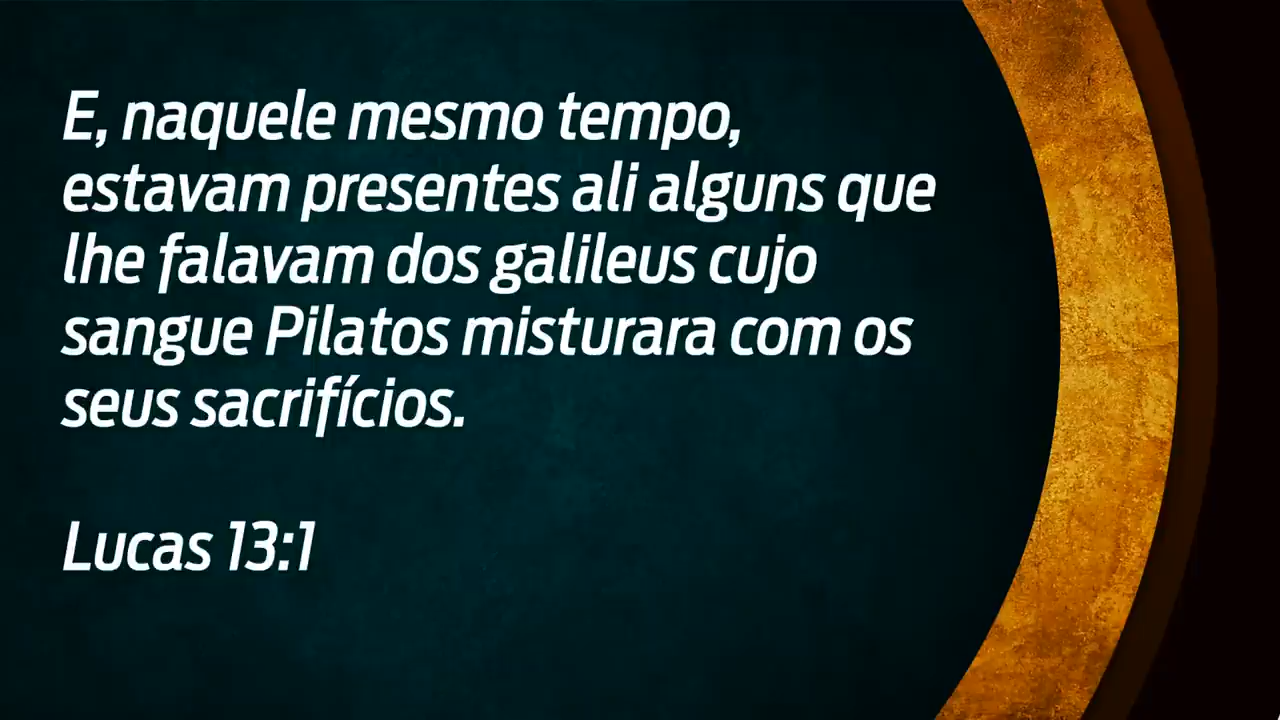 E, naquele mesmo tempo,
estavam presentes ali alguns que
lhe falavam dos galileus cujo
sangue Pilatos misturara com os
seus sacrifícios.
Lucas 13:1